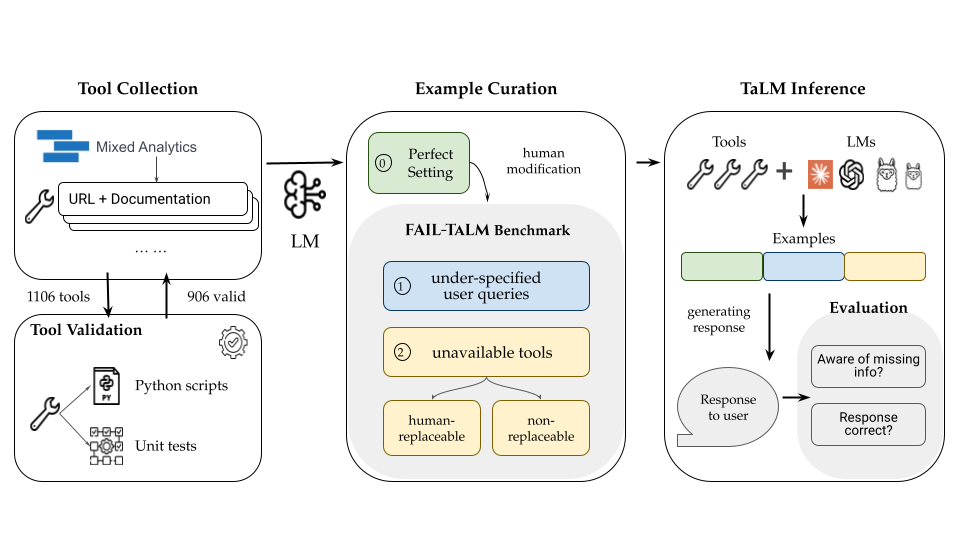 Tool Collection
Mixed Analytics
URL + Documentation
... ...
1106 tools
906 valid
Tool Validation
PY
Python scripts
Unit tests
LM
Example Curation
0
Perfect
Setting
human
modification
FAIL-TALM Benchmark
1
under-specified
user queries
2
unavailable tools
human-
replaceable
non-
replaceable
TaLM Inference
Tools
LMs
+
Examples
generating
response
Response
to user
Evaluation
Aware of missing
info?
Response
correct?